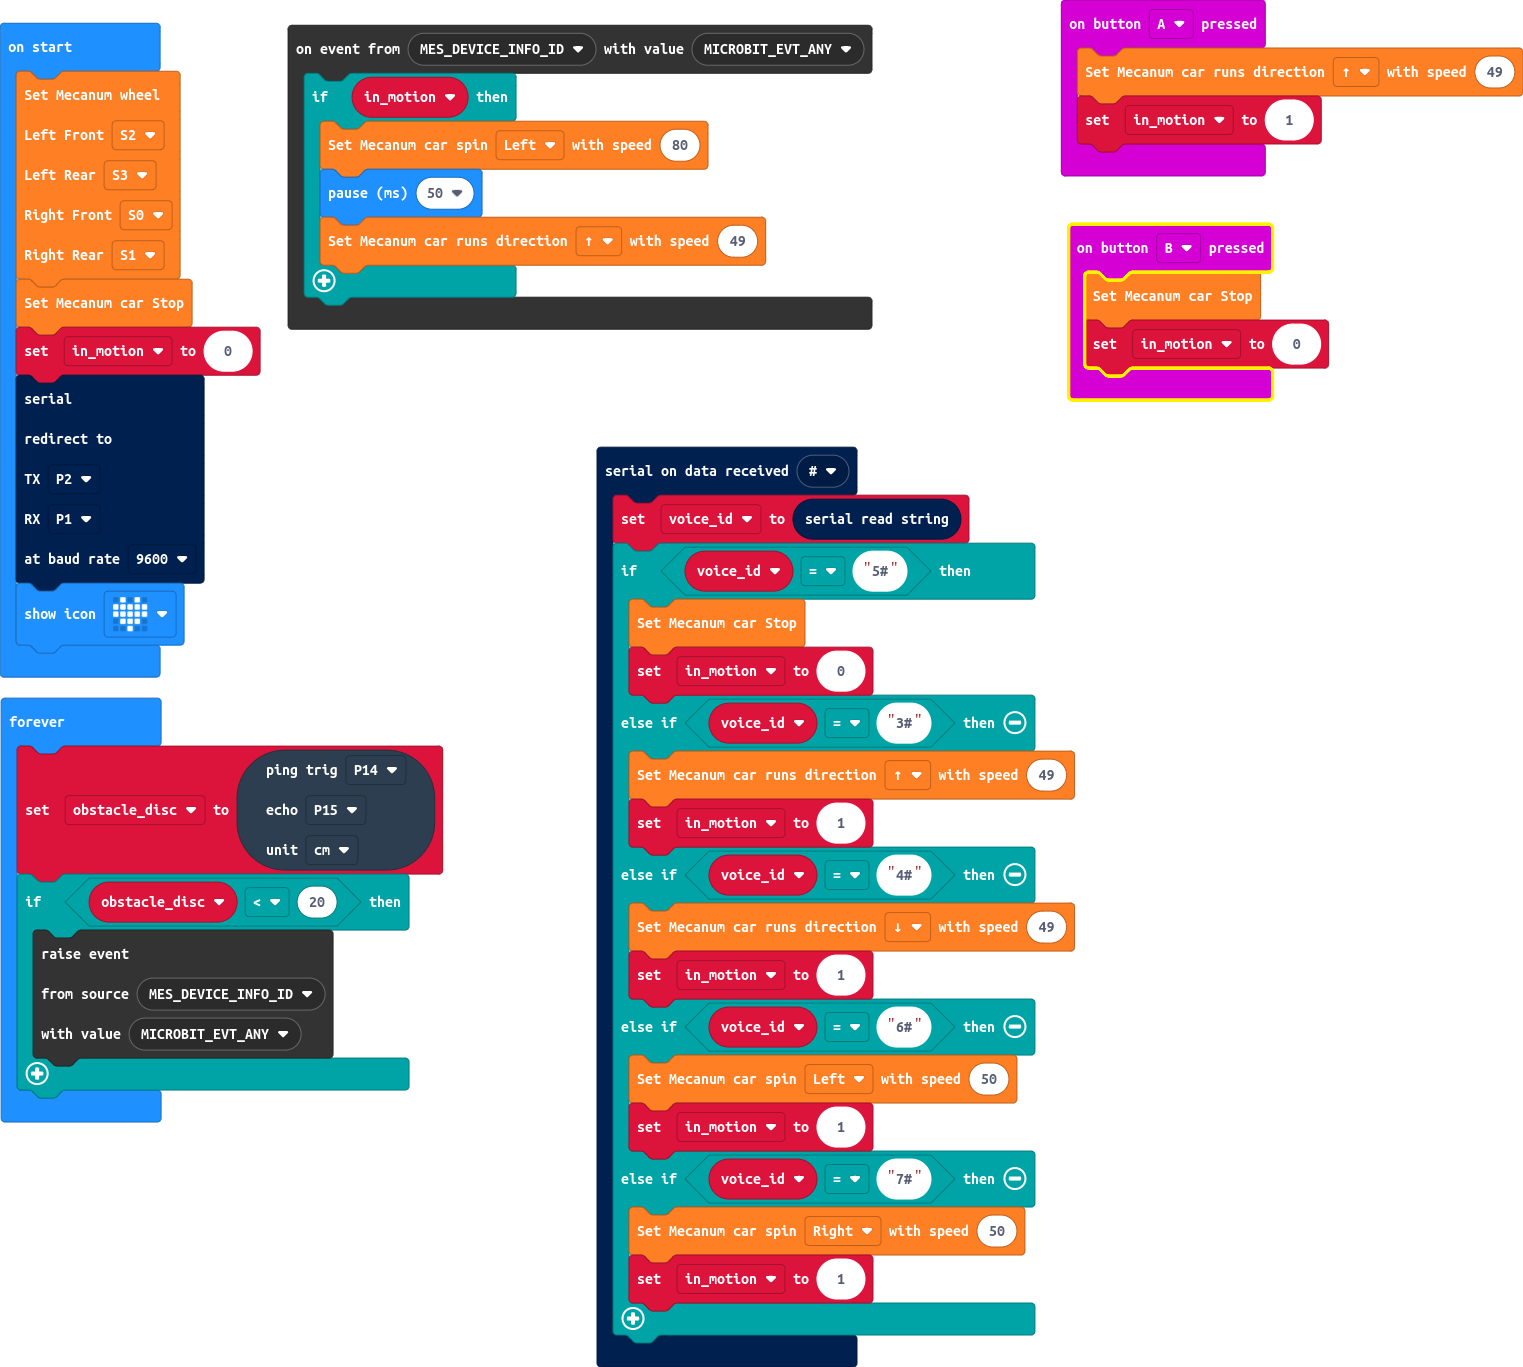 on start
Set Mecanum wheel
Left Front S2
Left Rear S3
Right Front S0
Right Rear S1
Set Mecanum car Stop
set in_motion to 0
serial
redirect to
TX P2
RX P1
at baud rate 9600
show icon
on event from MES_DEVICE_INFO_ID with value MICROBIT_EVT_ANY
if in_motion then
Set Mecanum car spin Left with speed 80
pause (ms) 50
Set Mecanum car runs direction ↑ with speed 49
on button A pressed
Set Mecanum car runs direction ↑ with speed 49
set in_motion to 1
on button B pressed
Set Mecanum car Stop
set in_motion to 0
forever
set obstacle_disc to
ping trig P14
echo P15
unit cm
if obstacle_disc < 20 then
raise event
from source MES_DEVICE_INFO_ID
with value MICROBIT_EVT_ANY
serial on data received #
set voice_id to serial read string
if voice_id = "5#" then
Set Mecanum car Stop
set in_motion to 0
else if voice_id = "3#" then
Set Mecanum car runs direction ↑ with speed 49
set in_motion to 1
else if voice_id = "4#" then
Set Mecanum car runs direction ↓ with speed 49
set in_motion to 1
else if voice_id = "6#" then
Set Mecanum car spin Left with speed 50
set in_motion to 1
else if voice_id = "7#" then
Set Mecanum car spin Right with speed 50
set in_motion to 1